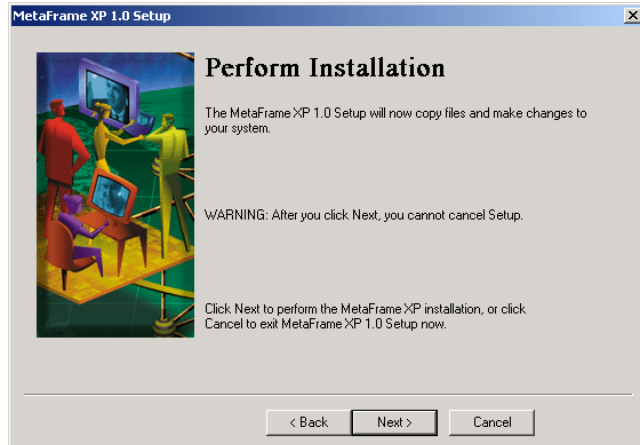 MetaFrame XP 1.0 Setup
Perform Installation
The MetaFrame XP 1.0 Setup will now copy files and make changes to
your system.
WARNING: After you click Next, you cannot cancel Setup.
Click Next to perform the MetaFrame XP installation, or click
Cancel to exit MetaFrame XP 1.0 Setup now.
< Back
Next >
Cancel